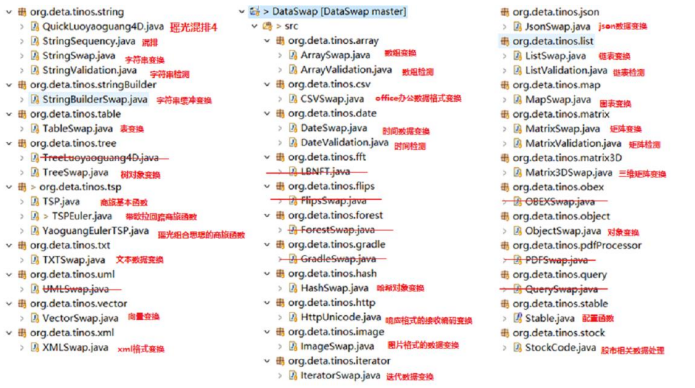 org.deta.tinos.string
QuickLuoyaoguang4D.java 瑶光混排4
StringSequency.java 混排
StringSwap.java 字符串变换
StringValidation.java 字符串检测
org.deta.tinos.stringBuilder
StringBuilderSwap.java 字符串缓冲变换
org.deta.tinos.table
TableSwap.java 表变换
org.deta.tinos.tree
TreeLuoyaoguang4D.java
TreeSwap.java 树对象变换
> org.deta.tinos.tsp
TSP.java 商旅基本函数
> TSPEuler.java 带欧拉回路商旅函数
YaoguangEulerTSP.java 瑶光组合思想的商旅函数
org.deta.tinos.txt
TXTSwap.java 文本数据变换
org.deta.tinos.uml
UMLSwap.java
org.deta.tinos.vector
VectorSwap.java 向量变换
org.deta.tinos.xml
XMLSwap.java xml格式变换
> DataSwap [DataSwap master]
> src
org.deta.tinos.array
ArraySwap.java 数组变换
ArrayValidation.java 数组检测
org.deta.tinos.csv
CSVSwap.java office办公数据格式变换
org.deta.tinos.date
DateSwap.java 时间数据变换
DateValidation.java 时间检测
org.deta.tinos.fft
LBNFT.java
org.deta.tinos.flips
FlipsSwap.java
org.deta.tinos.forest
ForestSwap.java
org.deta.tinos.gradle
GradleSwap.java
org.deta.tinos.hash
HashSwap.java 哈希对象变换
org.deta.tinos.http
HttpUnicode.java 响应格式的接收编码变换
org.deta.tinos.image
ImageSwap.java 图片格式的数据变换
org.deta.tinos.iterator
IteratorSwap.java 迭代数据变换
org.deta.tinos.json
JsonSwap.java json数据变换
org.deta.tinos.list
ListSwap.java 链表变换
ListValidation.java 链表检测
org.deta.tinos.map
MapSwap.java 图表变换
org.deta.tinos.matrix
MatrixSwap.java 矩阵变换
MatrixValidation.java 矩阵检测
org.deta.tinos.matrix3D
Matrix3DSwap.java 三维矩阵变换
org.deta.tinos.obex
OBEXSwap.java
org.deta.tinos.object
ObjectSwap.java 对象变换
org.deta.tinos.pdfProcessor
PDFSwap.java
org.deta.tinos.query
QuerySwap.java
org.deta.tinos.stable
Stable.java 配置函数
org.deta.tinos.stock
StockCode.java 股市相关数据处理